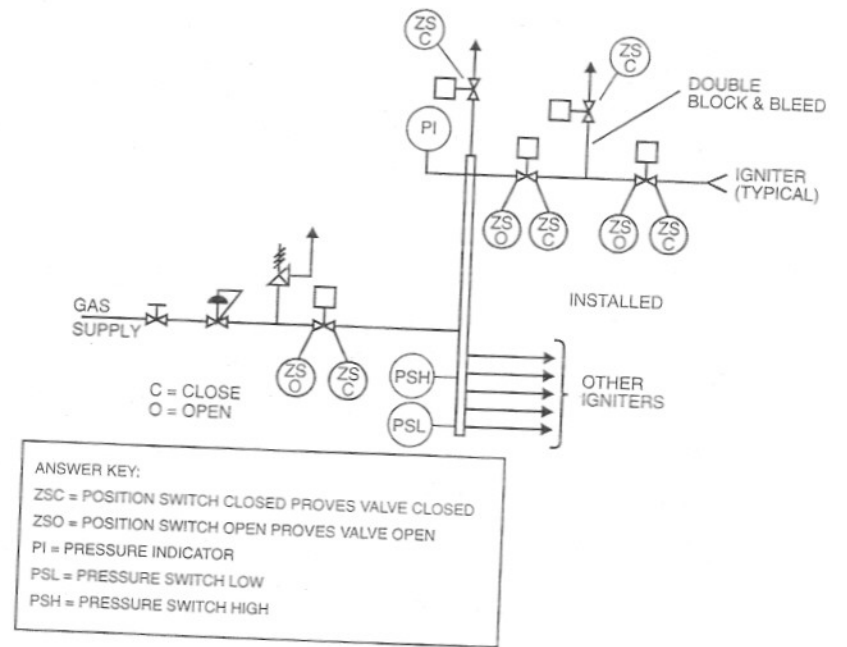 ZS
C
ZS
C
DOUBLE
BLOCK & BLEED
PI
IGNITER
(TYPICAL)
ZS
O
ZS
C
ZS
O
ZS
C
INSTALLED
GAS
SUPPLY
ZS
O
ZS
C
C = CLOSE
O = OPEN
PSH
PSL
OTHER
IGNITERS
ANSWER KEY:
ZSC = POSITION SWITCH CLOSED PROVES VALVE CLOSED
ZSO = POSITION SWITCH OPEN PROVES VALVE OPEN
PI = PRESSURE INDICATOR
PSL = PRESSURE SWITCH LOW
PSH = PRESSURE SWITCH HIGH